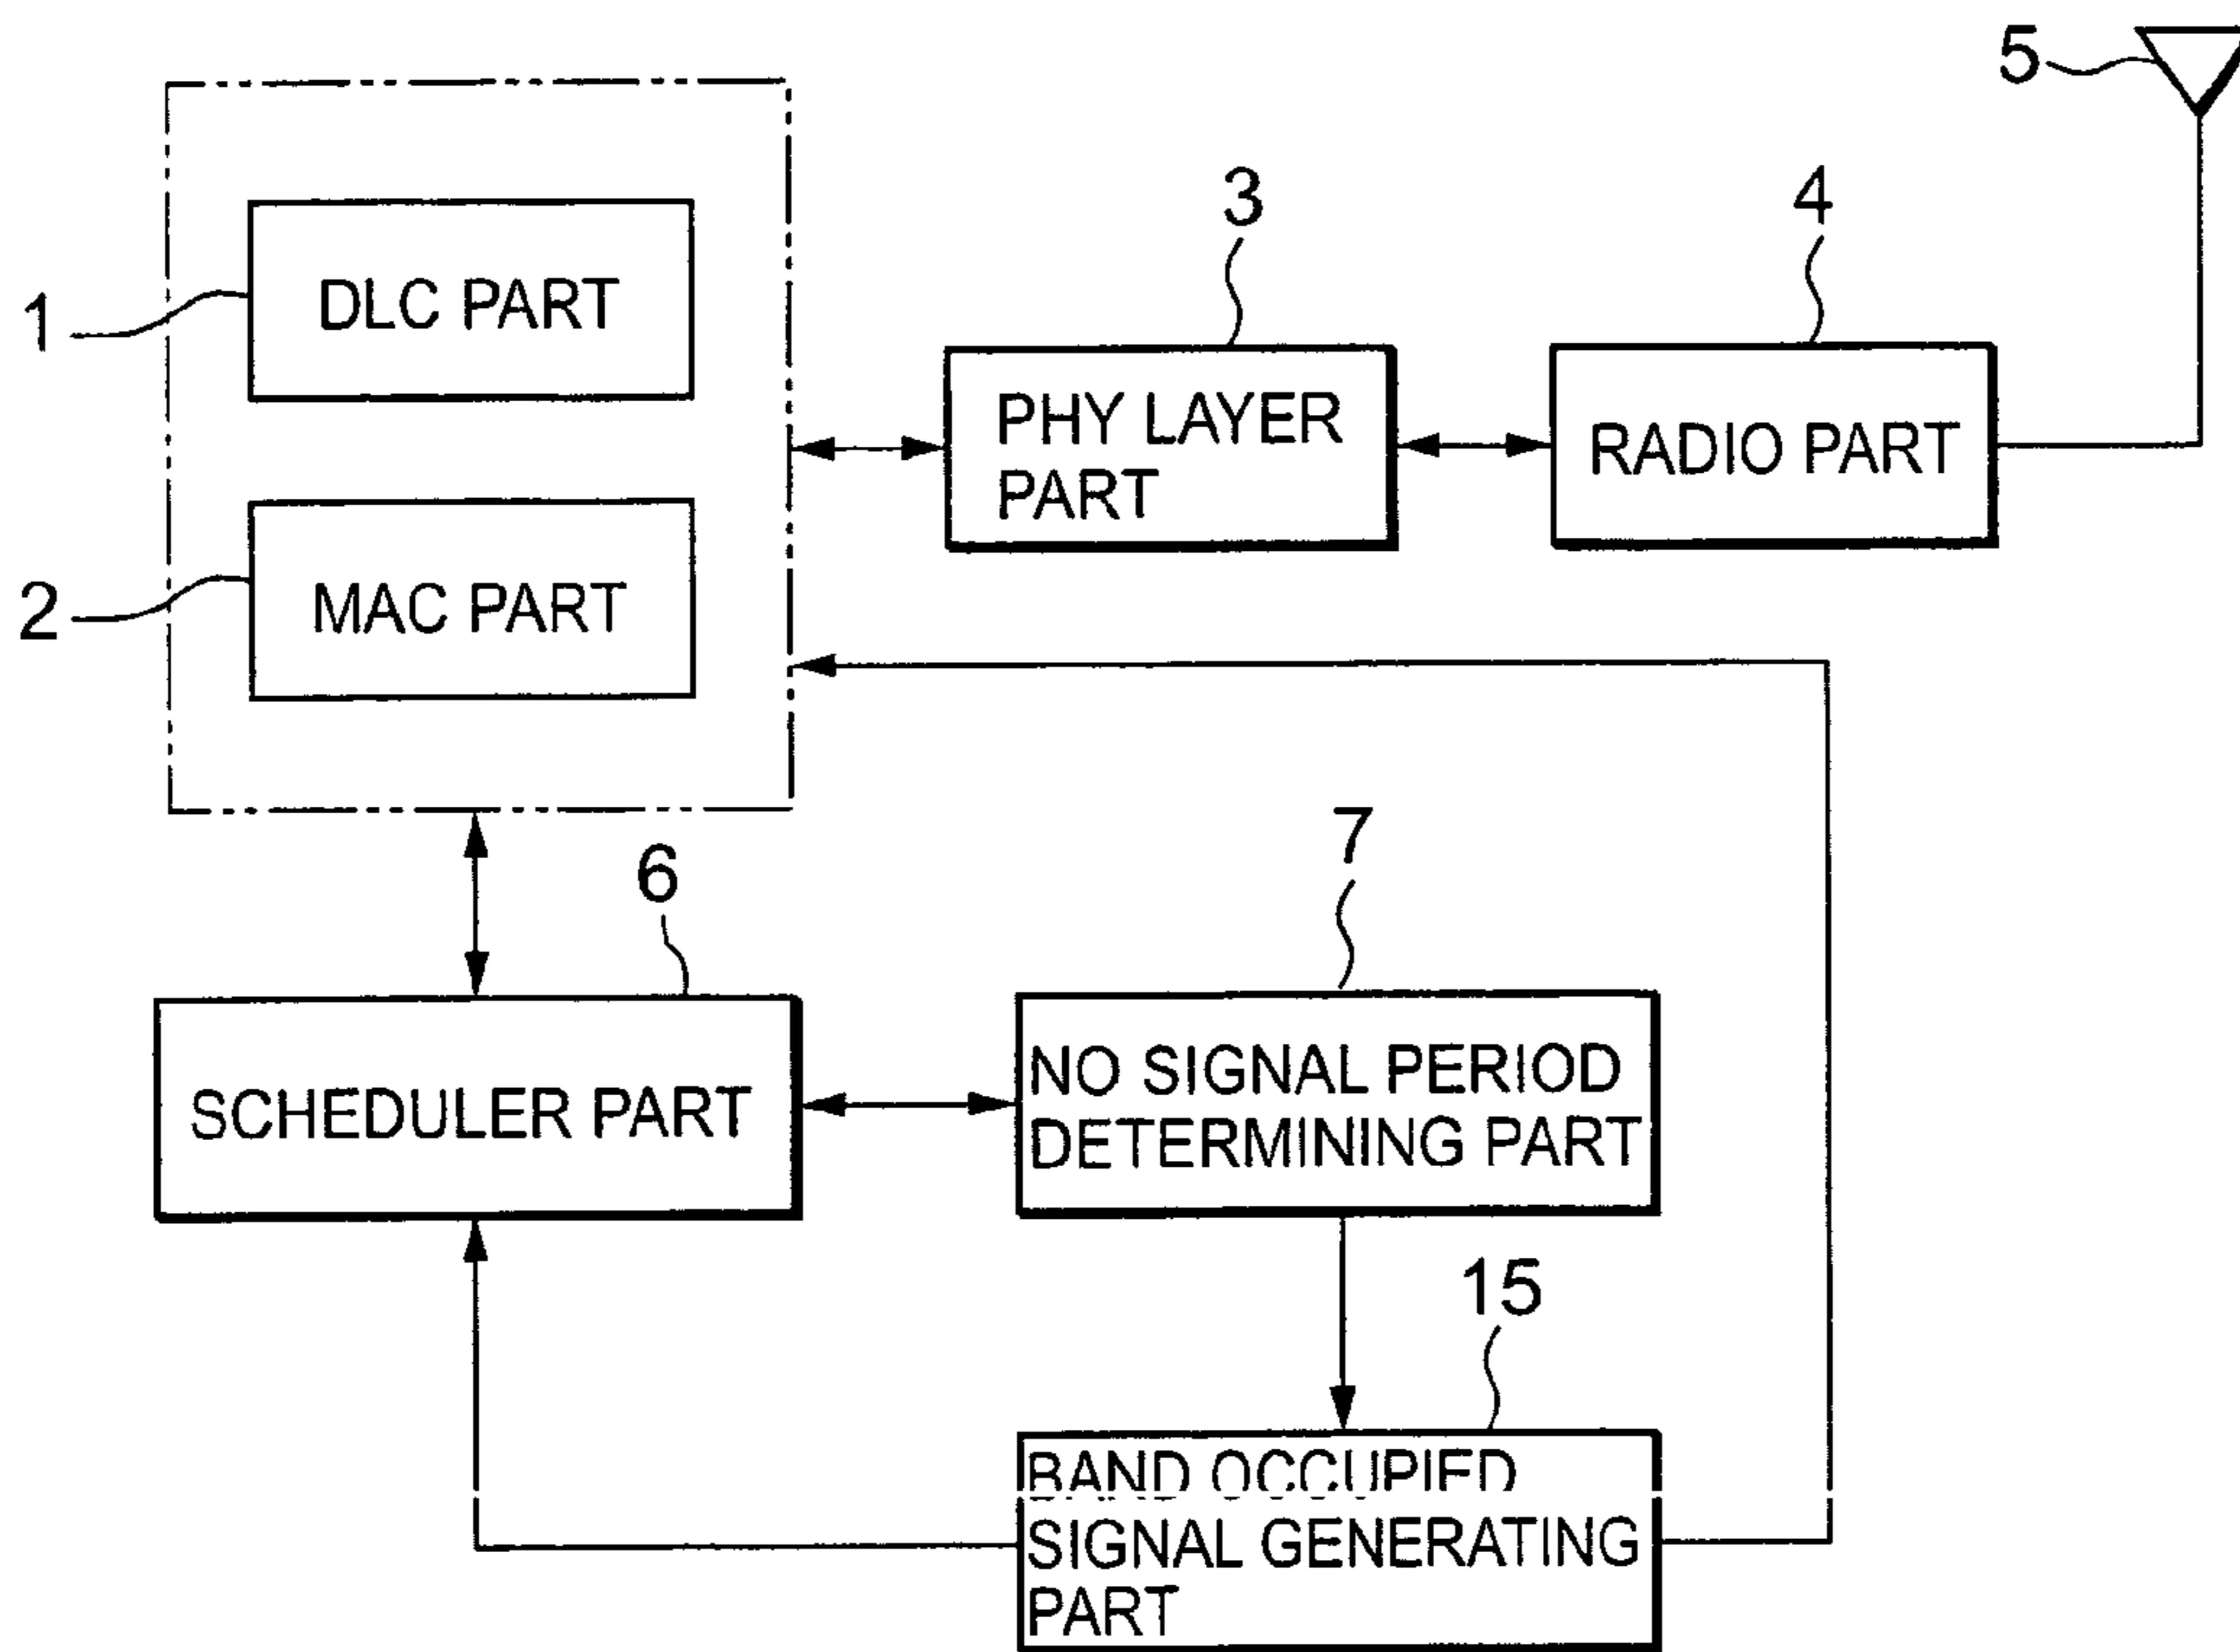 5
3
4
1
DLC PART
PHY LAYER
PART
RADIO PART
2
MAC PART
7
6
NO SIGNAL PERIOD
DETERMINING PART
SCHEDULER PART
15
BAND OCCUPIED
SIGNAL GENERATING
PART